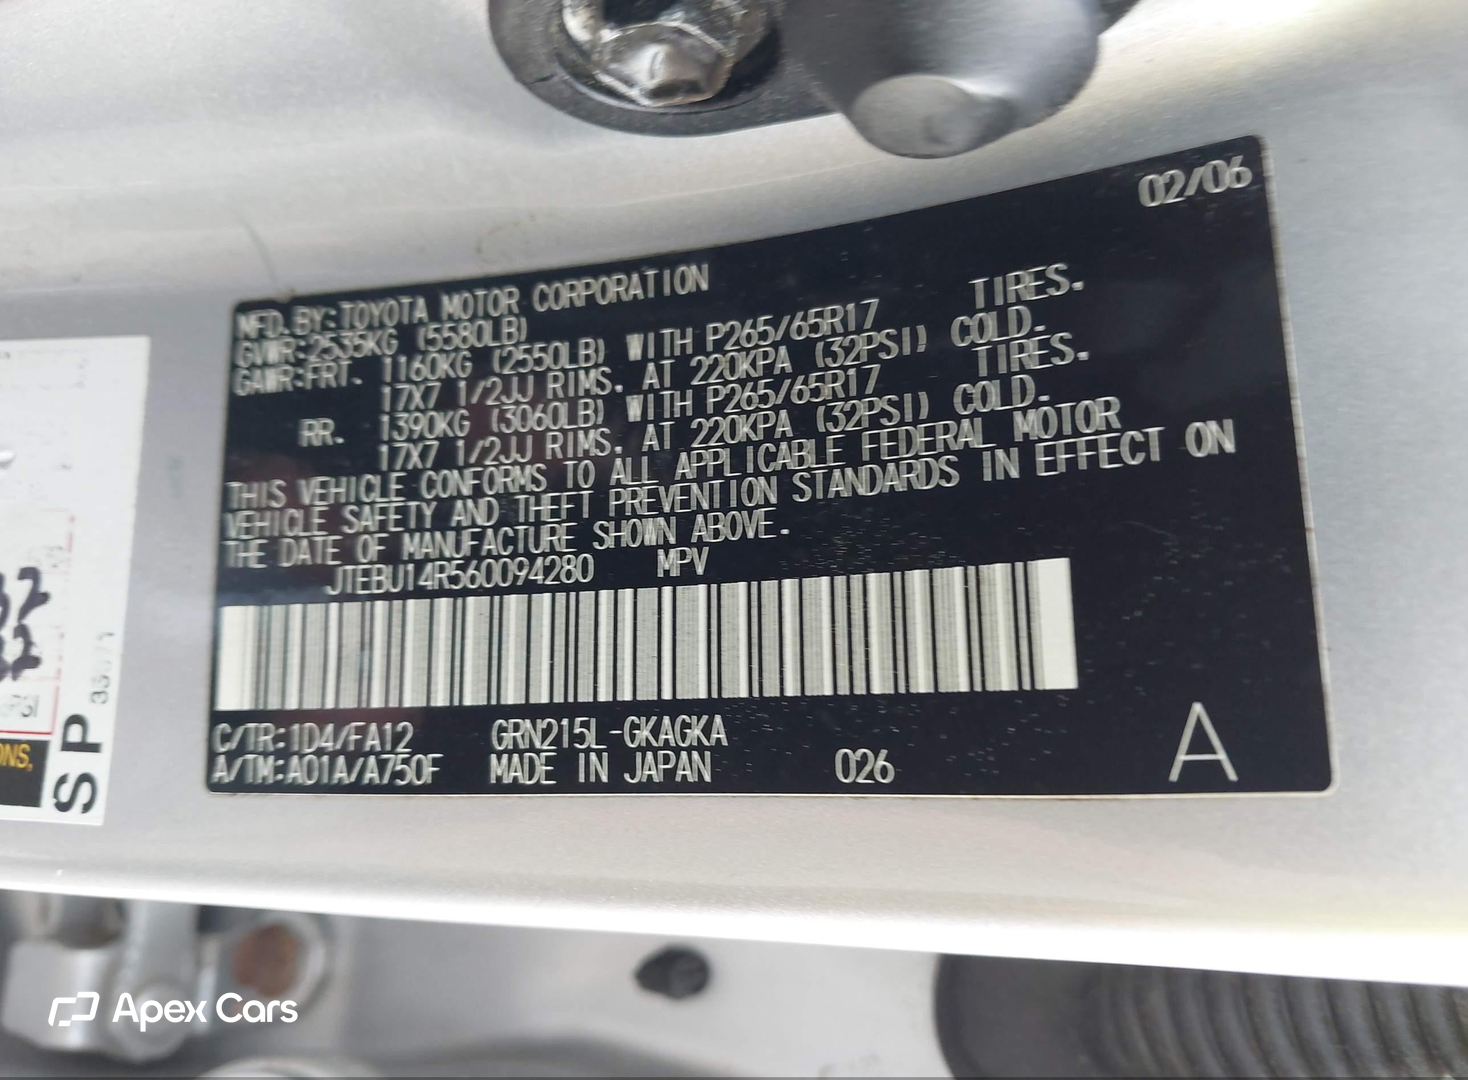 02/06
MFD.BY:TOYOTA MOTOR CORPORATION
GVWR:2535KG (5580LB)
GAWR:FRT. 1160KG (2550LB) WITH P265/65R17 TIRES.
17X7 1/2JJ RIMS. AT 220KPA (32PSI) COLD.
RR. 1390KG (3060LB) WITH P265/65R17 TIRES.
17X7 1/2JJ RIMS. AT 220KPA (32PSI) COLD.
THIS VEHICLE CONFORMS TO ALL APPLICABLE FEDERAL MOTOR
VEHICLE SAFETY AND THEFT PREVENTION STANDARDS IN EFFECT ON
THE DATE OF MANUFACTURE SHOWN ABOVE.
JTEBU14R560094280 MPV
C/TR:1D4/FA12 GRN215L-GKAGKA
A/TM:A01A/A750F MADE IN JAPAN 026 A
SP
Apex Cars